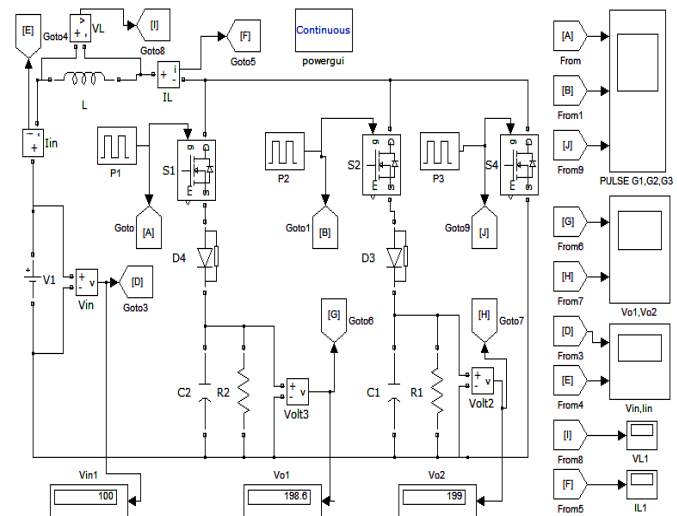 [E]
Goto4
>
+ -
VL
[I]
Goto8
[F]
Goto5
Continuous
powergui
L
+ i
-
IL
- +
Iin
P1
Goto
[A]
S1
g
E
S
D4
P2
Goto1
[B]
S2
g
E
S
D3
P3
Goto9
[J]
S4
g
E
S
+
V1
+
- v
Vin
[D]
Goto3
[G]
Goto6
[H]
Goto7
C2
R2
+
- v
Volt3
C1
R1
+
- v
Volt2
Vin1
100
Vo1
198.6
Vo2
199
[A]
From
[B]
From1
[J]
From9
PULSE G1,G2,G3
[G]
From6
[H]
From7
Vo1,Vo2
[D]
From3
[E]
From4
Vin,Iin
[I]
From8
VL1
[F]
From5
IL1